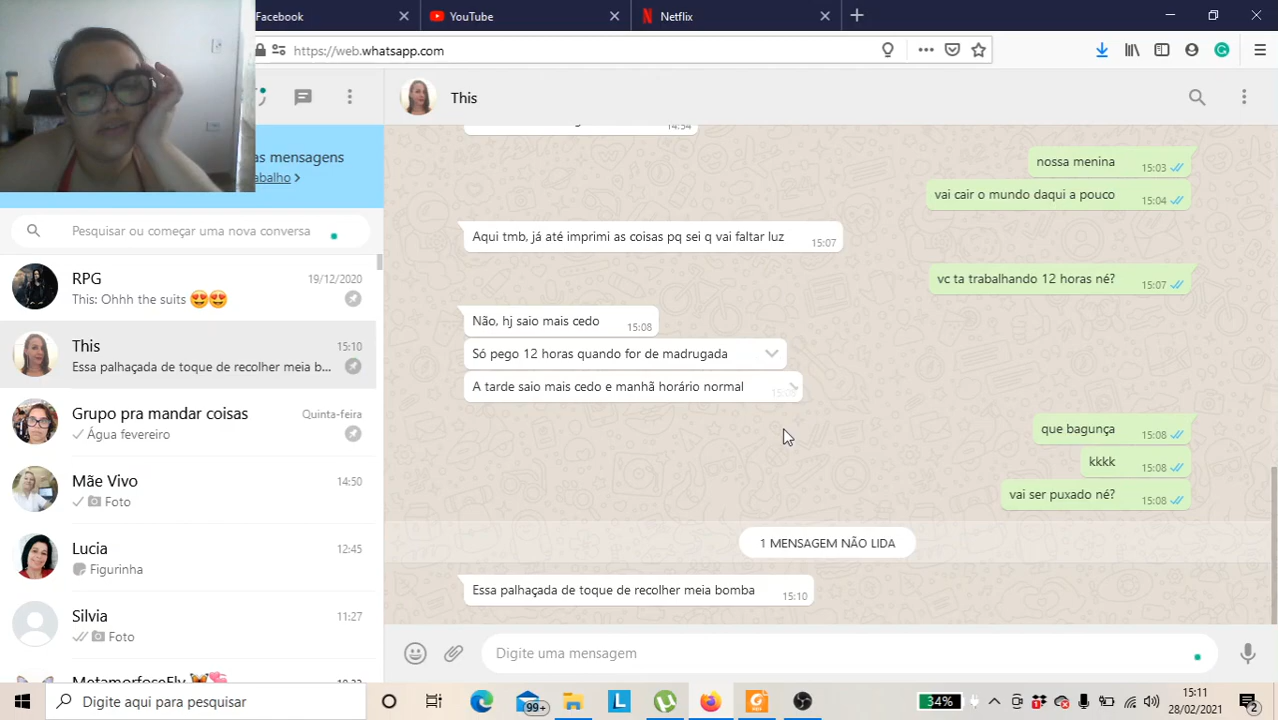 Facebook
YouTube
Netflix
https://web.whatsapp.com
as mensagens
abalho >
Pesquisar ou começar uma nova conversa
RPG
19/12/2020
This: Ohhh the suits 😍😍
This
15:10
Essa palhaçada de toque de recolher meia b...
Grupo pra mandar coisas
Quinta-feira
Água fevereiro
Mãe Vivo
14:50
Foto
Lucia
12:45
Figurinha
Silvia
11:27
Foto
MetamorfoseEly 🦋💞
This
14:54
nossa menina
15:03
vai cair o mundo daqui a pouco
15:04
Aqui tmb, já até imprimi as coisas pq sei q vai faltar luz
15:07
vc ta trabalhando 12 horas né?
15:07
Não, hj saio mais cedo
15:08
Só pego 12 horas quando for de madrugada
A tarde saio mais cedo e manhã horário normal
que bagunça
15:08
kkkk
15:08
vai ser puxado né?
15:08
1 MENSAGEM NÃO LIDA
Essa palhaçada de toque de recolher meia bomba
15:10
Digite uma mensagem
Digite aqui para pesquisar
99+
L
34%
15:11
28/02/2021
2